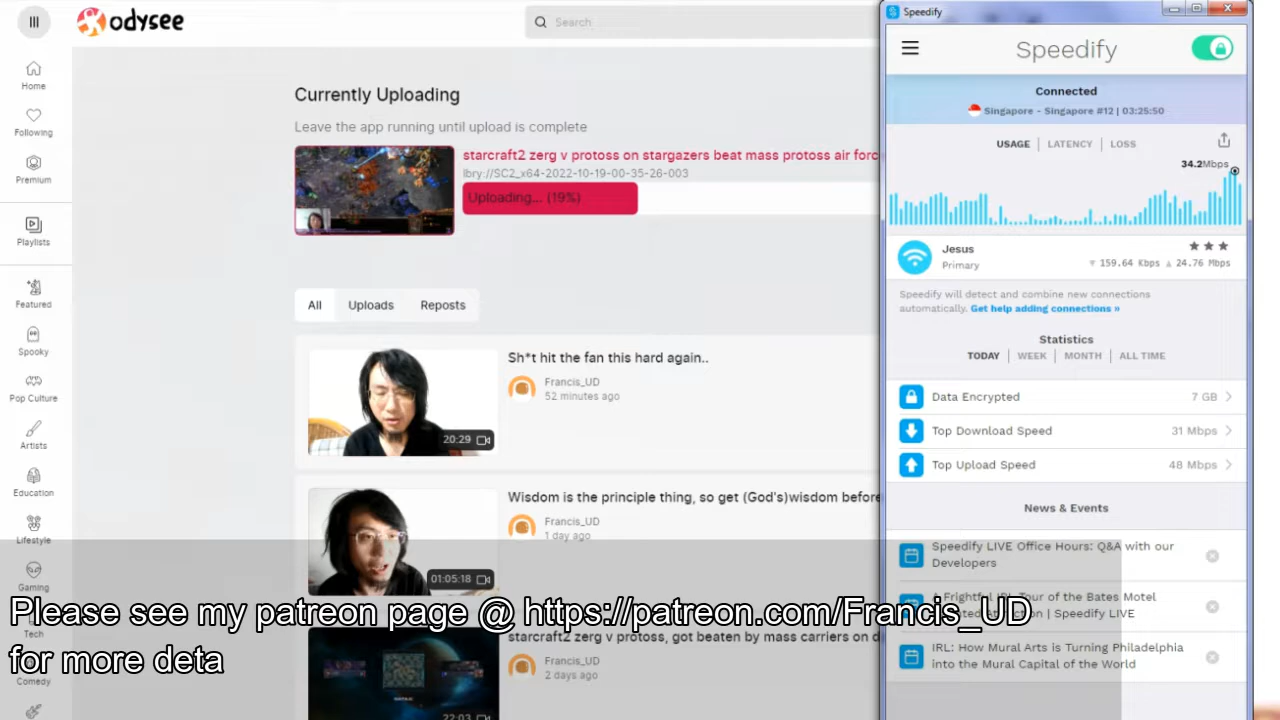 odysee
Search
Home
Following
Premium
Playlists
Featured
Spooky
Pop Culture
Artists
Education
Lifestyle
Gaming
Tech
Comedy
Currently Uploading
Leave the app running until upload is complete
starcraft2 zerg v protoss on stargazers beat mass protoss air forc
lbry://SC2_x64-2022-10-19-00-35-26-003
Uploading... (19%)
All
Uploads
Reposts
Sh*t hit the fan this hard again..
Francis_UD
52 minutes ago
20:29
Wisdom is the principle thing, so get (God's)wisdom before
Francis_UD
1 day ago
01:05:18
starcraft2 zerg v protoss, got beaten by mass carriers on d
Francis_UD
2 days ago
22:03
Speedify
Speedify
Connected
Singapore - Singapore #12 | 03:25:50
USAGE | LATENCY | LOSS
34.2Mbps
Jesus
Primary
159.64 Kbps 24.76 Mbps
Speedify will detect and combine new connections
automatically. Get help adding connections »
Statistics
TODAY | WEEK | MONTH | ALL TIME
Data Encrypted 7 GB
Top Download Speed 31 Mbps
Top Upload Speed 48 Mbps
News & Events
Speedify LIVE Office Hours: Q&A with our
Developers
A Frightful IRL Tour of the Bates Motel
| Speedify LIVE
IRL: How Mural Arts is Turning Philadelphia
into the Mural Capital of the World
Please see my patreon page @ https://patreon.com/Francis_UD
for more deta